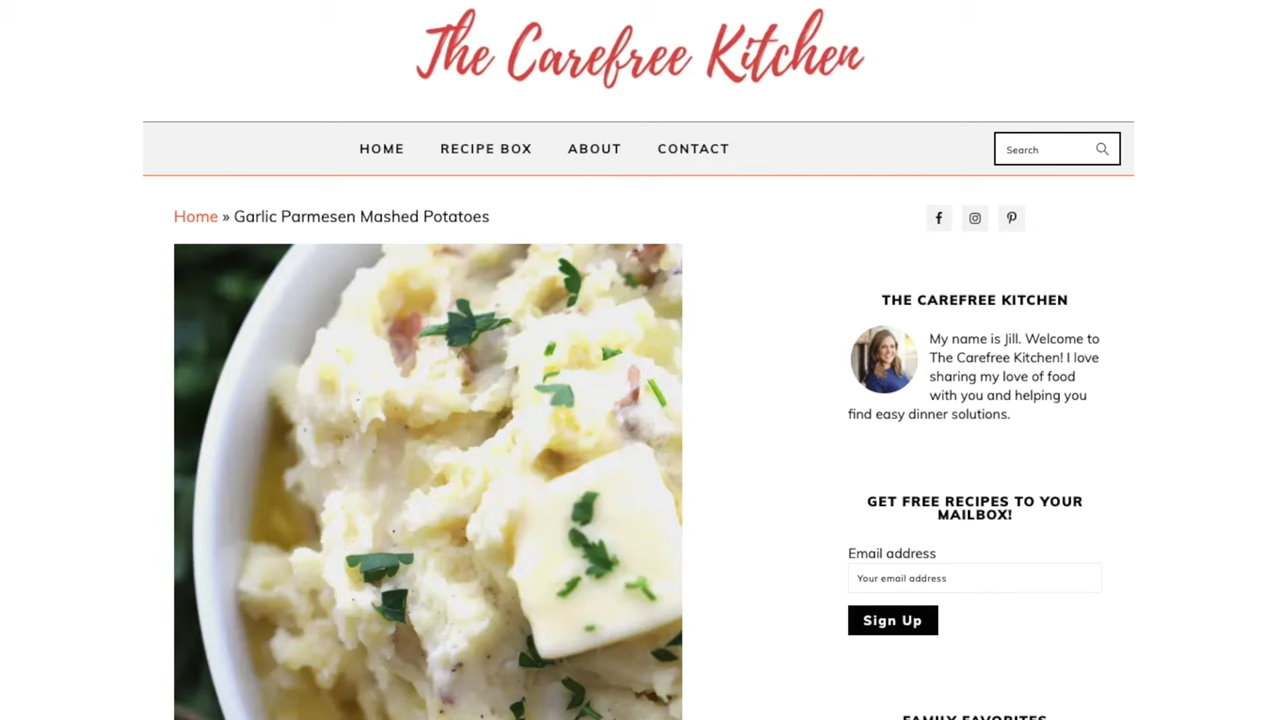 The Carefree Kitchen
HOME RECIPE BOX ABOUT CONTACT
Search
Home » Garlic Parmesen Mashed Potatoes
THE CAREFREE KITCHEN
My name is Jill. Welcome to
The Carefree Kitchen! I love
sharing my love of food
with you and helping you
find easy dinner solutions.
GET FREE RECIPES TO YOUR
MAILBOX!
Email address
Your email address
Sign Up
FAMILY FAVORITES